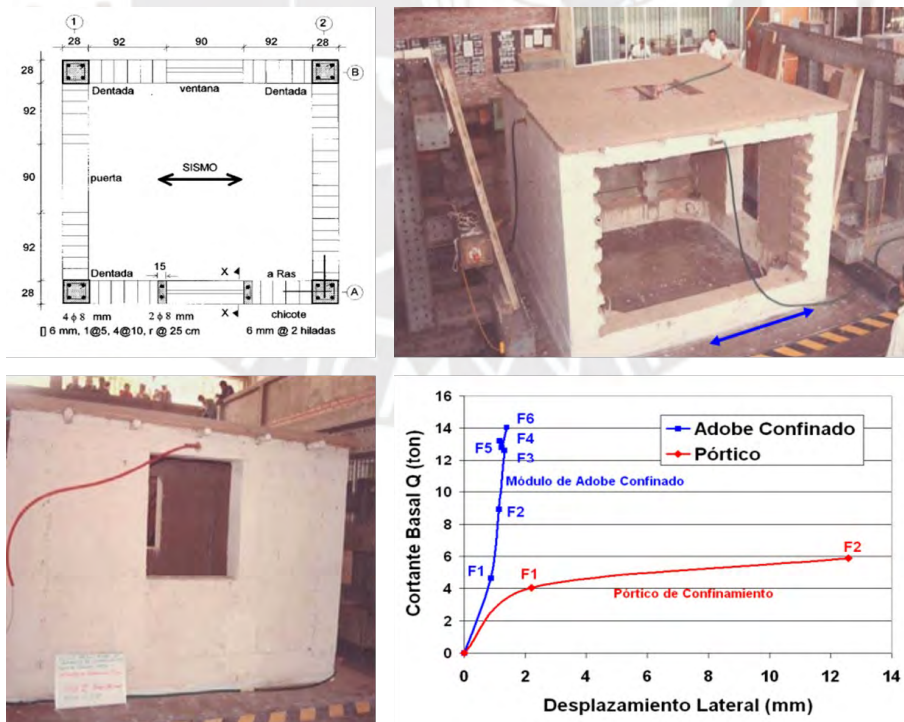 1
2
28
92
90
92
28
28
B
Dentada
ventana
Dentada
92
SISMO
90
puerta
92
15
X
Dentada
a Ras
28
A
X
4 ϕ 8 mm
2 ϕ 8 mm
chicote
[] 6 mm, 1@5, 4@10, r @ 25 cm
6 mm @ 2 hiladas
16
14
12
10
8
6
4
2
0
Cortante Basal Q (ton)
F6
F4
F5
F3
F2
F1
Adobe Confinado
Pórtico
Módulo de Adobe Confinado
F1
F2
Pórtico de Confinamiento
0
2
4
6
8
10
12
14
Desplazamiento Lateral (mm)